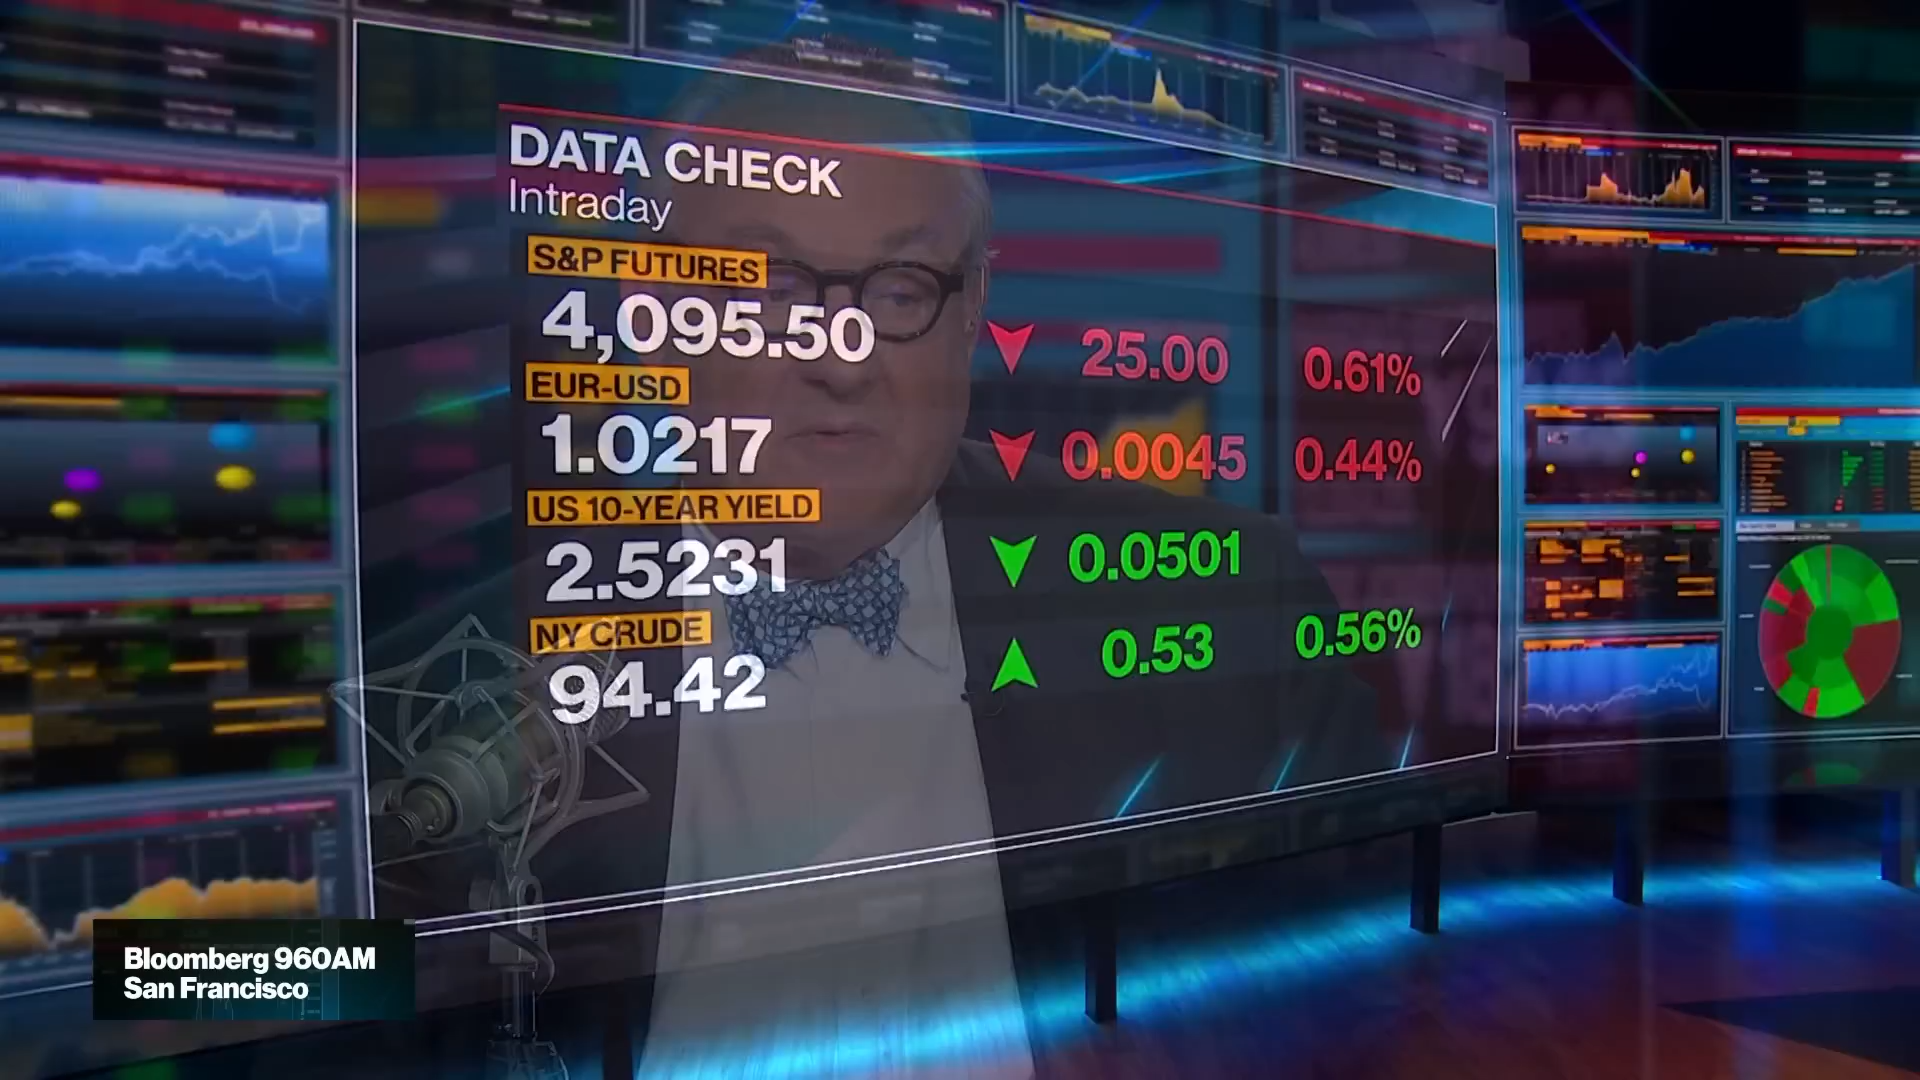 DATA CHECK
Intraday
S&P FUTURES
4,095.50 25.00 0.61%
EUR-USD
1.0217 0.0045 0.44%
US 10-YEAR YIELD
2.5231 0.0501
NY CRUDE
94.42 0.53 0.56%
Bloomberg 960AM
San Francisco